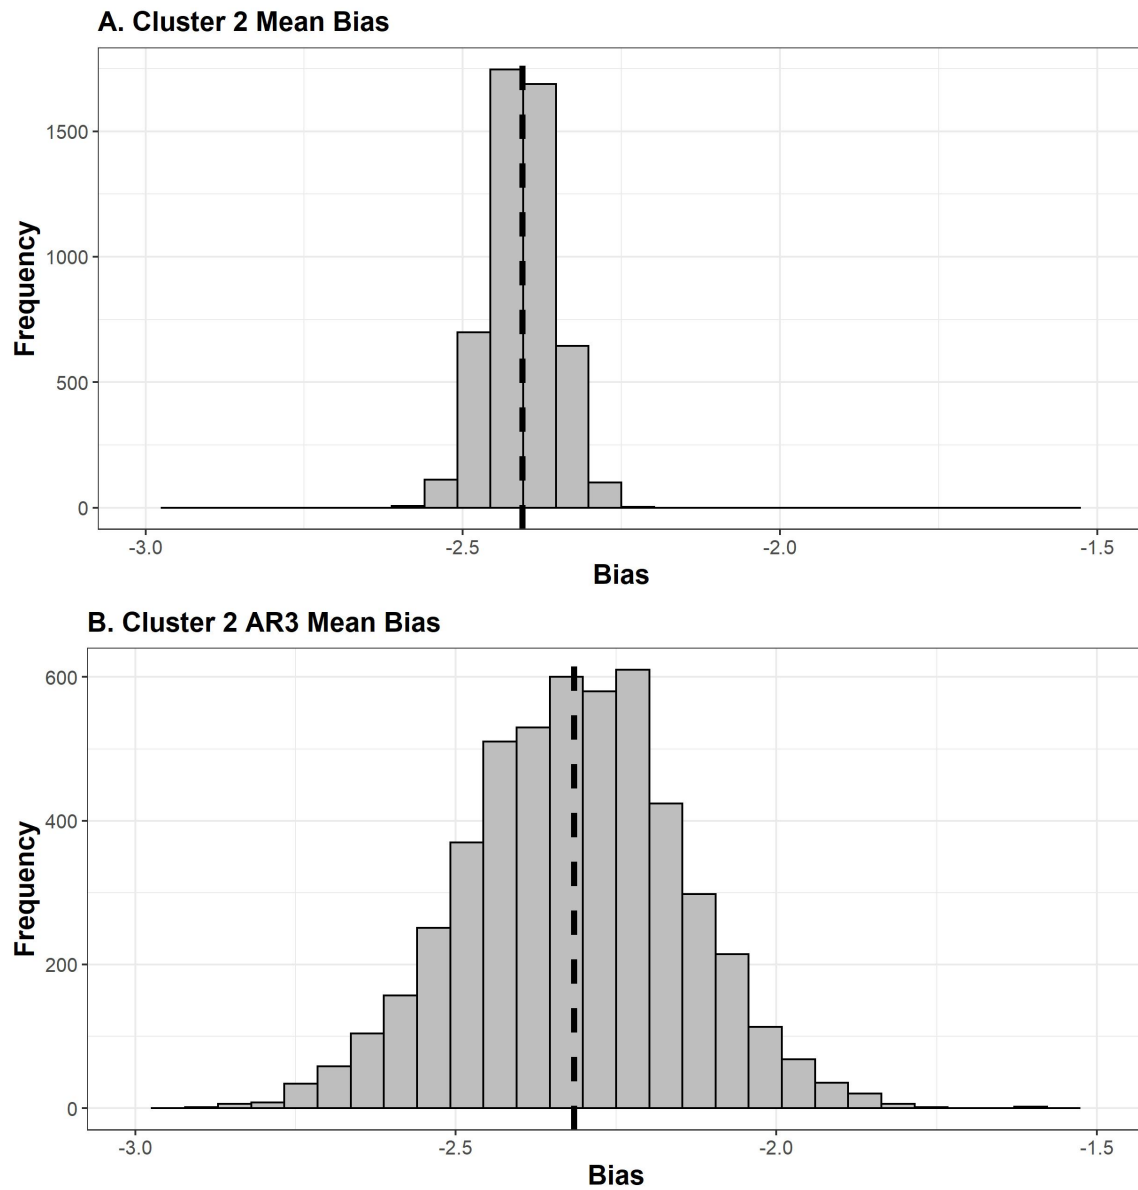 A. Cluster 2 Mean Bias
Frequency
1500
1000
500
0
-3.0 -2.5 -2.0 -1.5
Bias
B. Cluster 2 AR3 Mean Bias
Frequency
600
400
200
0
-3.0 -2.5 -2.0 -1.5
Bias